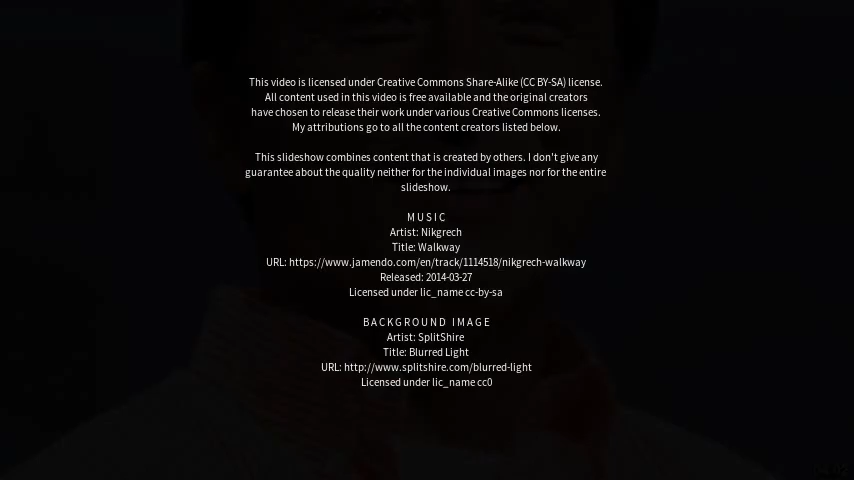 This video is licensed under Creative Commons Share-Alike (CC BY-SA) license.
All content used in this video is free available and the original creators
have chosen to release their work under various Creative Commons licenses.
My attributions go to all the content creators listed below.
This slideshow combines content that is created by others. I don't give any
guarantee about the quality neither for the individual images nor for the entire
slideshow.
MUSIC
Artist: Nikgrech
Title: Walkway
URL: https://www.jamendo.com/en/track/1114518/nikgrech-walkway
Released: 2014-03-27
Licensed under lic_name cc-by-sa
BACKGROUND IMAGE
Artist: SplitShire
Title: Blurred Light
URL: http://www.splitshire.com/blurred-light
Licensed under lic_name cc0